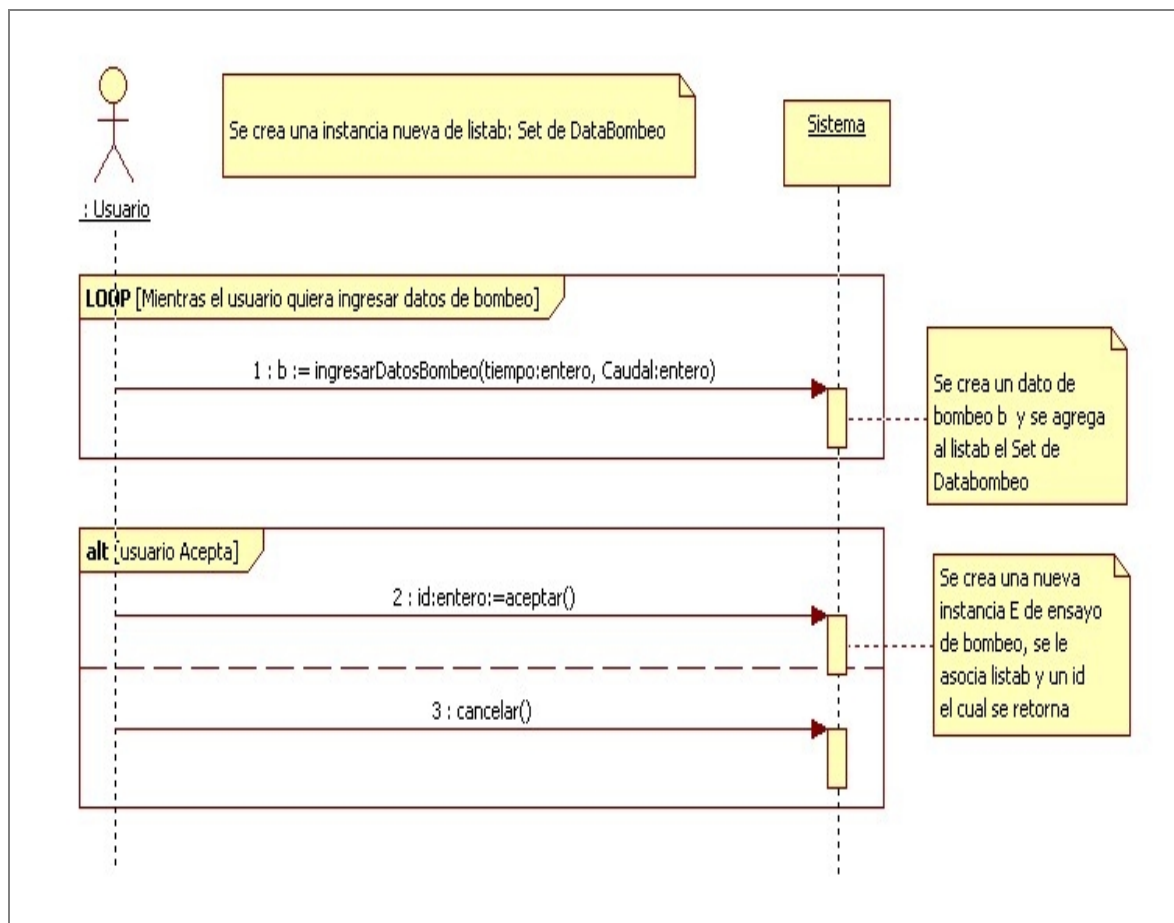 Se crea una instancia nueva de listab: Set de DataBombeo
Sistema
: Usuario
LOOP [Mientras el usuario quiera ingresar datos de bombeo]
1 : b := ingresarDatosBombeo(tiempo:entero, Caudal:entero)
Se crea un dato de
bombeo b y se agrega
al listab el Set de
Databombeo
alt [usuario Acepta]
2 : id:entero:=aceptar()
Se crea una nueva
instancia E de ensayo
de bombeo, se le
asocia listab y un id
el cual se retorna
3 : cancelar()